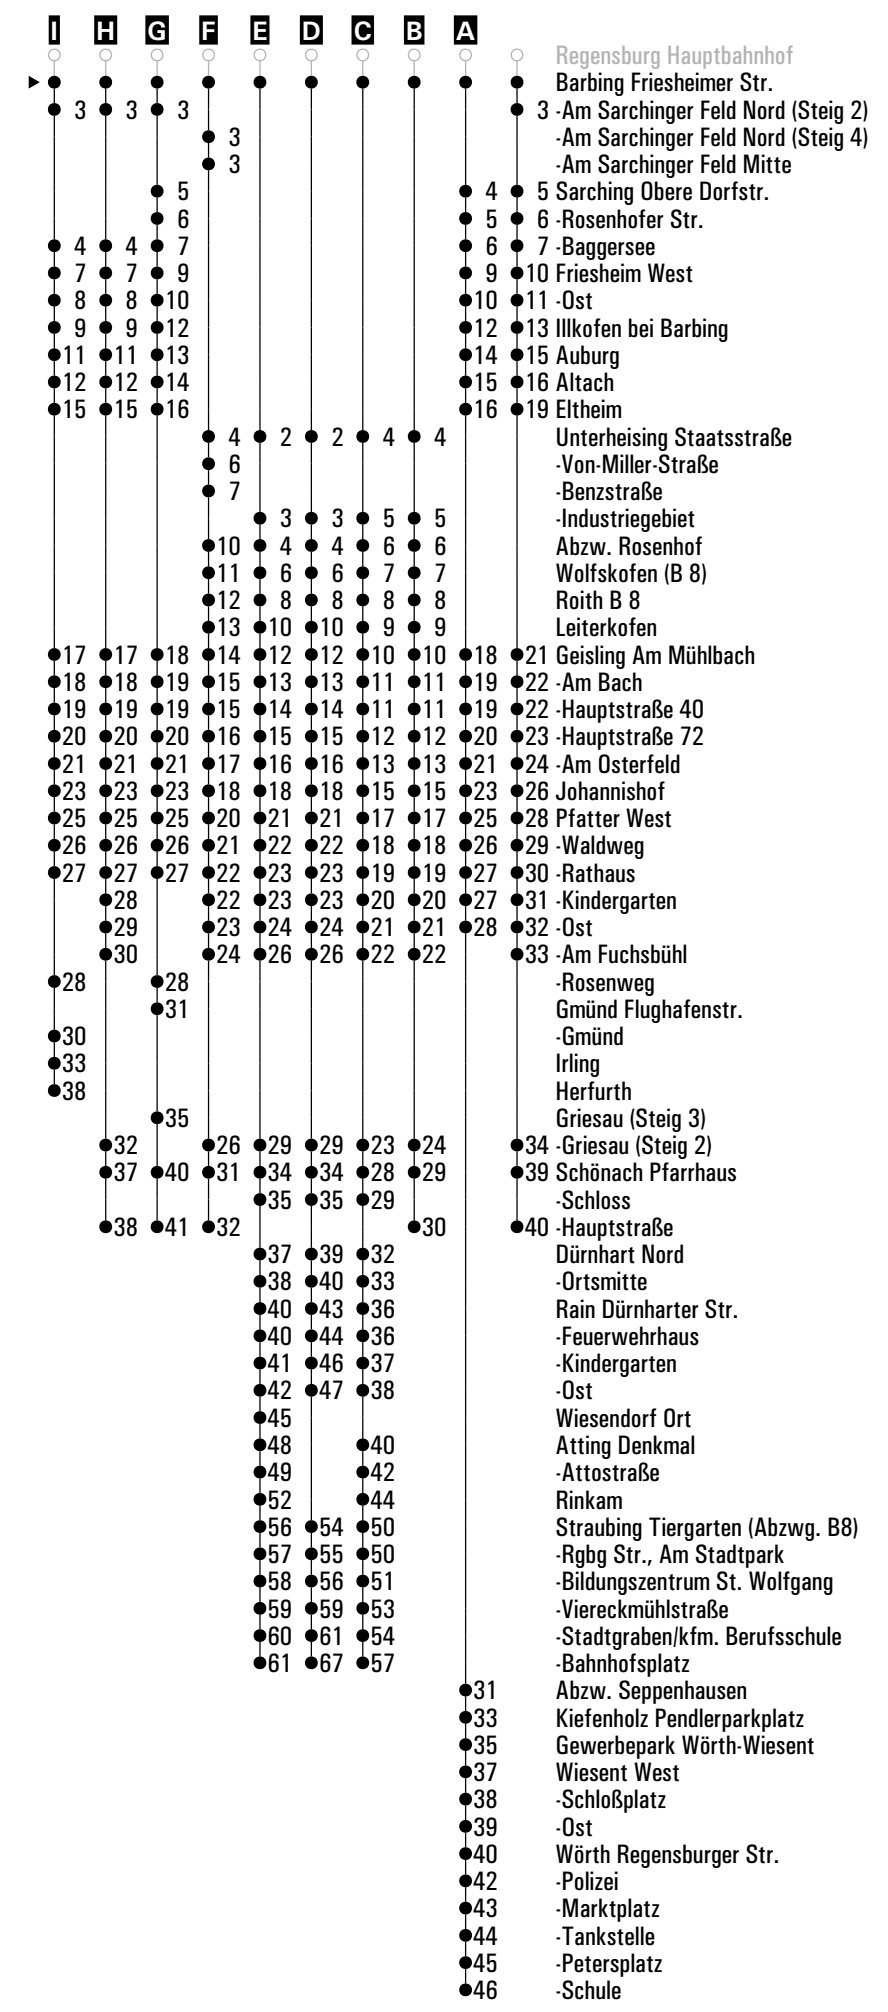 I H G F E D C B A
Regensburg Hauptbahnhof
Barbing Friesheimer Str.
3 3 3 3 -Am Sarchinger Feld Nord (Steig 2)
3 -Am Sarchinger Feld Nord (Steig 4)
3 -Am Sarchinger Feld Mitte
5 4 5 Sarching Obere Dorfstr.
6 5 6 -Rosenhofer Str.
4 4 7 6 7 -Baggersee
7 7 9 9 10 Friesheim West
8 8 10 10 11 -Ost
9 9 12 12 13 Illkofen bei Barbing
11 11 13 14 15 Auburg
12 12 14 15 16 Altach
15 15 16 16 19 Eltheim
4 2 2 4 4 Unterheising Staatsstraße
6 -Von-Miller-Straße
7 -Benzstraße
3 3 5 5 -Industriegebiet
10 4 4 6 6 Abzw. Rosenhof
11 6 6 7 7 Wolfskofen (B 8)
12 8 8 8 8 Roith B 8
13 10 10 9 9 Leiterkofen
17 17 18 14 12 12 10 10 18 21 Geisling Am Mühlbach
18 18 19 15 13 13 11 11 19 22 -Am Bach
19 19 19 15 14 14 11 11 19 22 -Hauptstraße 40
20 20 20 16 15 15 12 12 20 23 -Hauptstraße 72
21 21 21 17 16 16 13 13 21 24 -Am Osterfeld
23 23 23 18 18 18 15 15 23 26 Johannishof
25 25 25 20 21 21 17 17 25 28 Pfatter West
26 26 26 21 22 22 18 18 26 29 -Waldweg
27 27 27 22 23 23 19 19 27 30 -Rathaus
28 22 23 23 20 20 27 31 -Kindergarten
29 23 24 24 21 21 28 32 -Ost
30 24 26 26 22 22 33 -Am Fuchsbühl
28 28 -Rosenweg
31 Gmünd Flughafenstr.
30 -Gmünd
33 Irling
38 Herfurth
35 Griesau (Steig 3)
32 26 29 29 23 24 34 -Griesau (Steig 2)
37 40 31 34 34 28 29 39 Schönach Pfarrhaus
35 35 29 -Schloss
38 41 32 30 40 -Hauptstraße
37 39 32 Dürnhart Nord
38 40 33 -Ortsmitte
40 43 36 Rain Dürnharter Str.
40 44 36 -Feuerwehrhaus
41 46 37 -Kindergarten
42 47 38 -Ost
45 Wiesendorf Ort
48 40 Atting Denkmal
49 42 -Attostraße
52 44 Rinkam
56 54 50 Straubing Tiergarten (Abzwg. B8)
57 55 50 -Rgbg Str., Am Stadtpark
58 56 51 -Bildungszentrum St. Wolfgang
59 59 53 -Viereckmühlstraße
60 61 54 -Stadtgraben/kfm. Berufsschule
61 67 57 -Bahnhofsplatz
31 Abzw. Seppenhausen
33 Kiefenholz Pendlerparkplatz
35 Gewerbepark Wörth-Wiesent
37 Wiesent West
38 -Schloßplatz
39 -Ost
40 Wörth Regensburger Str.
42 -Polizei
43 -Marktplatz
44 -Tankstelle
45 -Petersplatz
46 -Schule